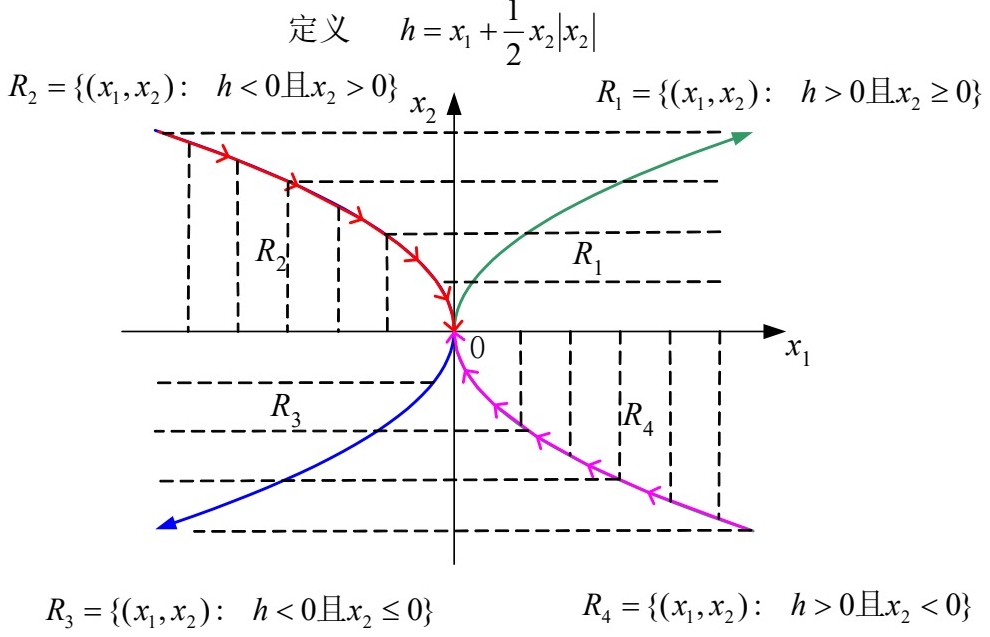 定义 h = x₁ + 1/2 x₂|x₂|
R₂ = {(x₁, x₂): h < 0且x₂ > 0}
R₁ = {(x₁, x₂): h > 0且x₂ ≥ 0}
x₂
R₂
R₁
0
x₁
R₃
R₄
R₃ = {(x₁, x₂): h < 0且x₂ ≤ 0}
R₄ = {(x₁, x₂): h > 0且x₂ < 0}